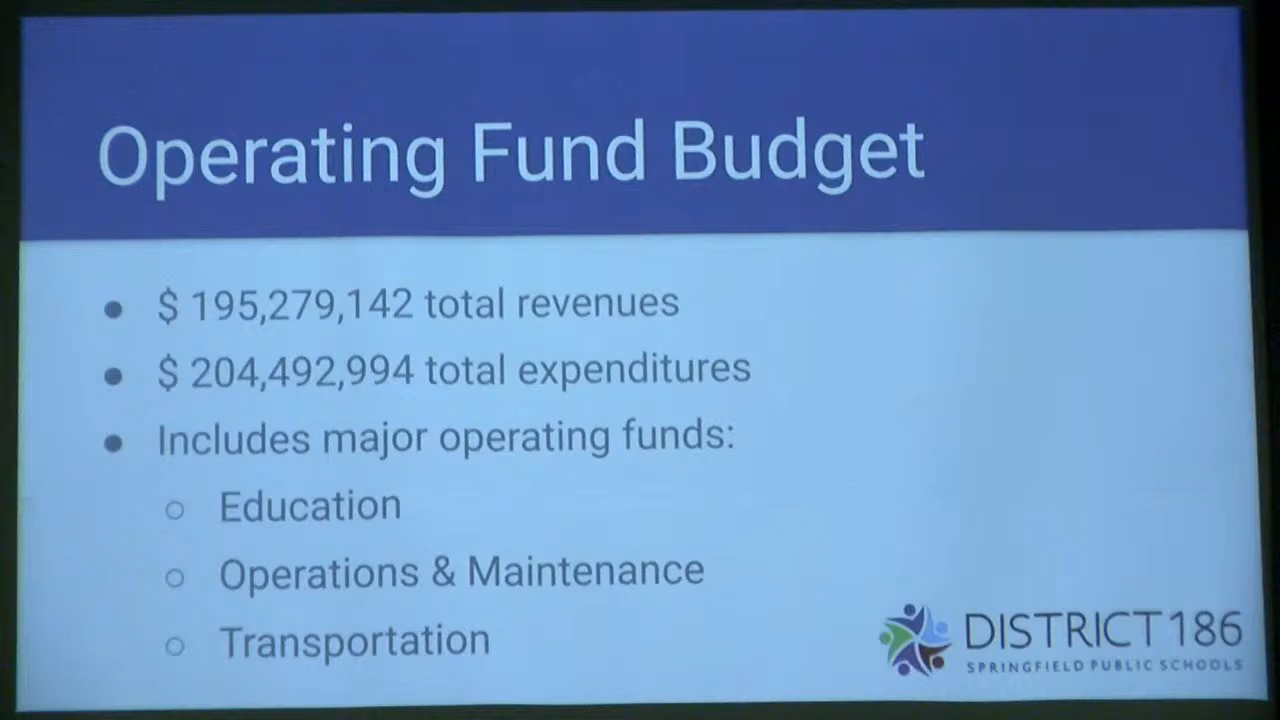 Operating Fund Budget
● $ 195,279,142 total revenues
● $ 204,492,994 total expenditures
● Includes major operating funds:
○ Education
○ Operations & Maintenance
○ Transportation
DISTRICT 186
SPRINGFIELD PUBLIC SCHOOLS